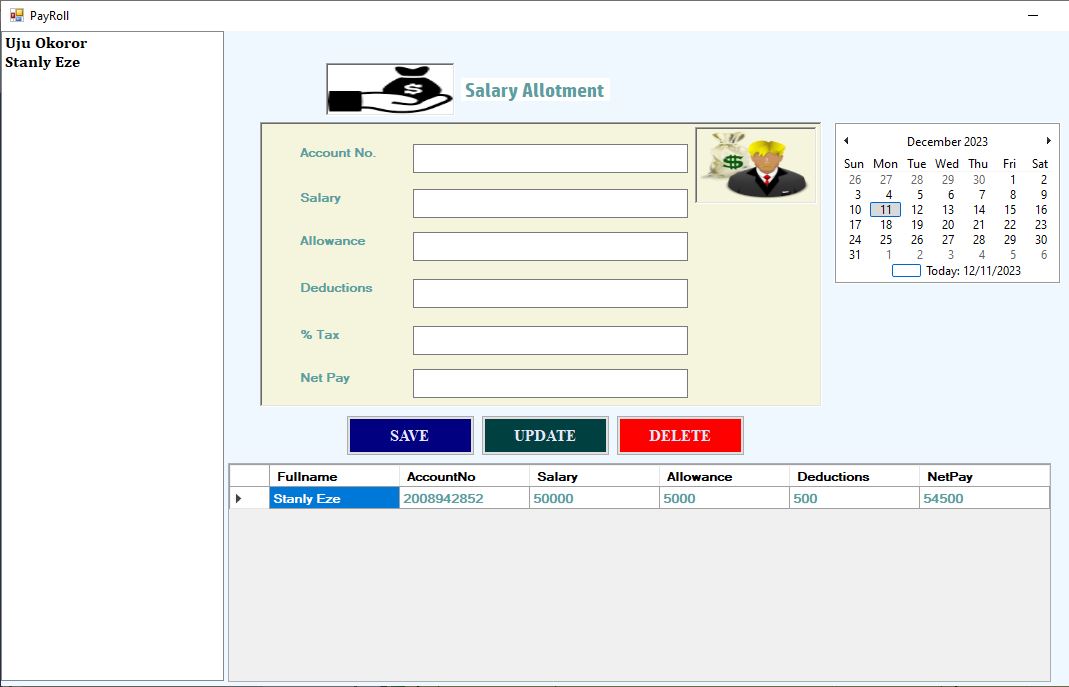 PayRoll
Uju Okoror
Stanly Eze
$
Salary Allotment
Account No.
Salary
Allowance
Deductions
% Tax
Net Pay
$
December 2023
Sun Mon Tue Wed Thu Fri Sat
26 27 28 29 30 1 2
3 4 5 6 7 8 9
10 11 12 13 14 15 16
17 18 19 20 21 22 23
24 25 26 27 28 29 30
31 1 2 3 4 5 6
Today: 12/11/2023
SAVE UPDATE DELETE
Fullname AccountNo Salary Allowance Deductions NetPay
Stanly Eze 2008942852 50000 5000 500 54500